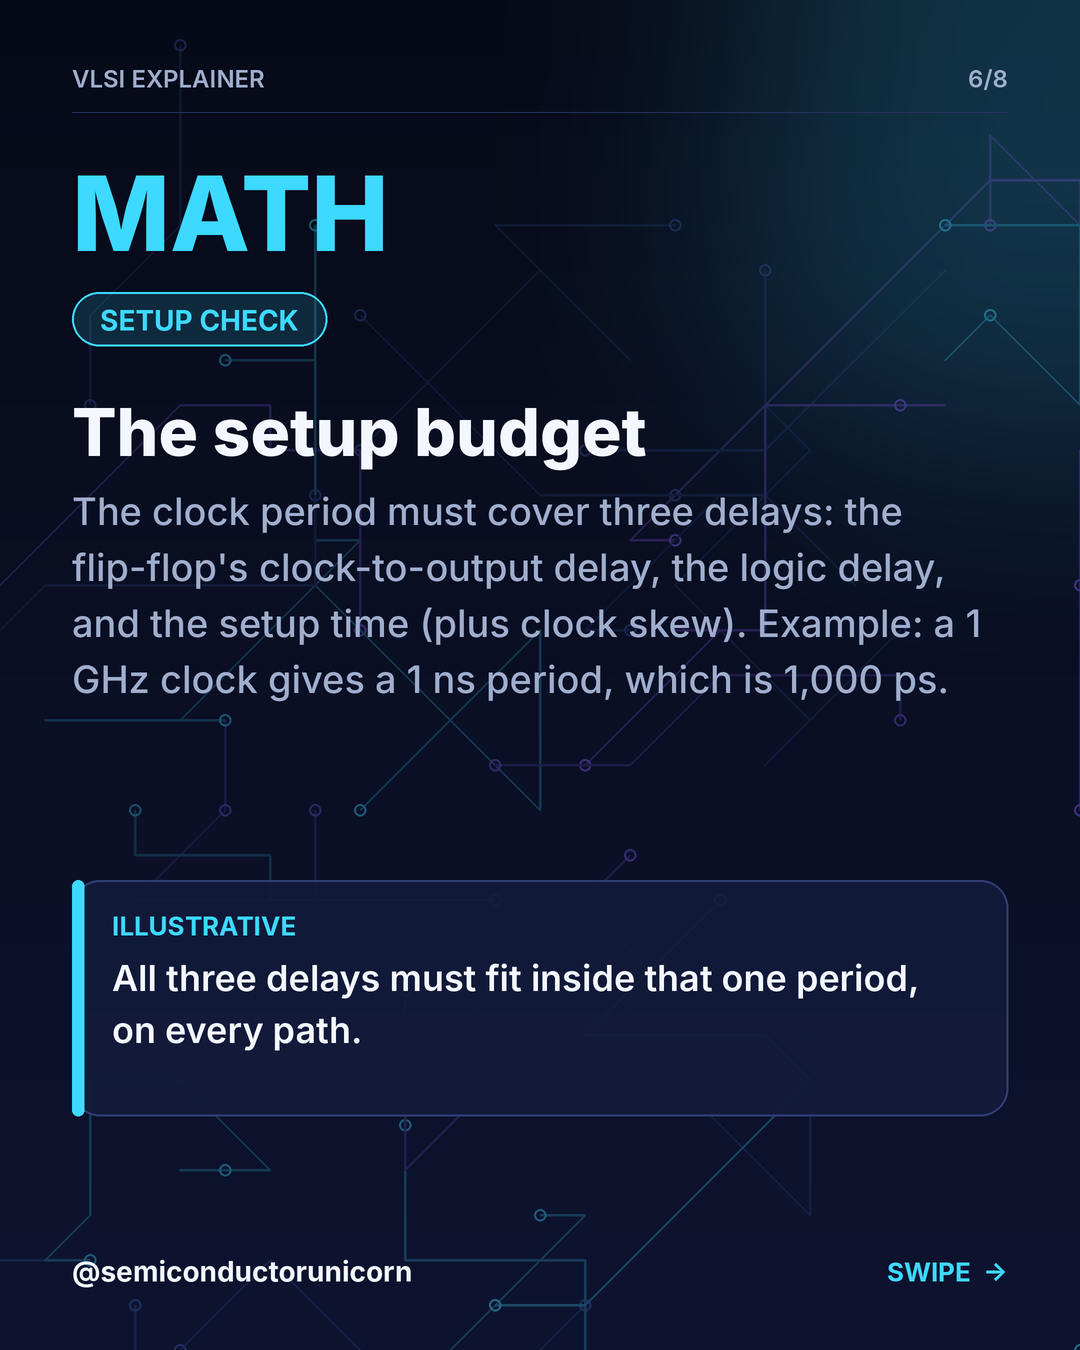 VLSI EXPLAINER
6/8
MATH
SETUP CHECK
The setup budget
The clock period must cover three delays: the
flip-flop's clock-to-output delay, the logic delay,
and the setup time (plus clock skew). Example: a 1
GHz clock gives a 1 ns period, which is 1,000 ps.
ILLUSTRATIVE
All three delays must fit inside that one period,
on every path.
@semiconductorunicorn
SWIPE →